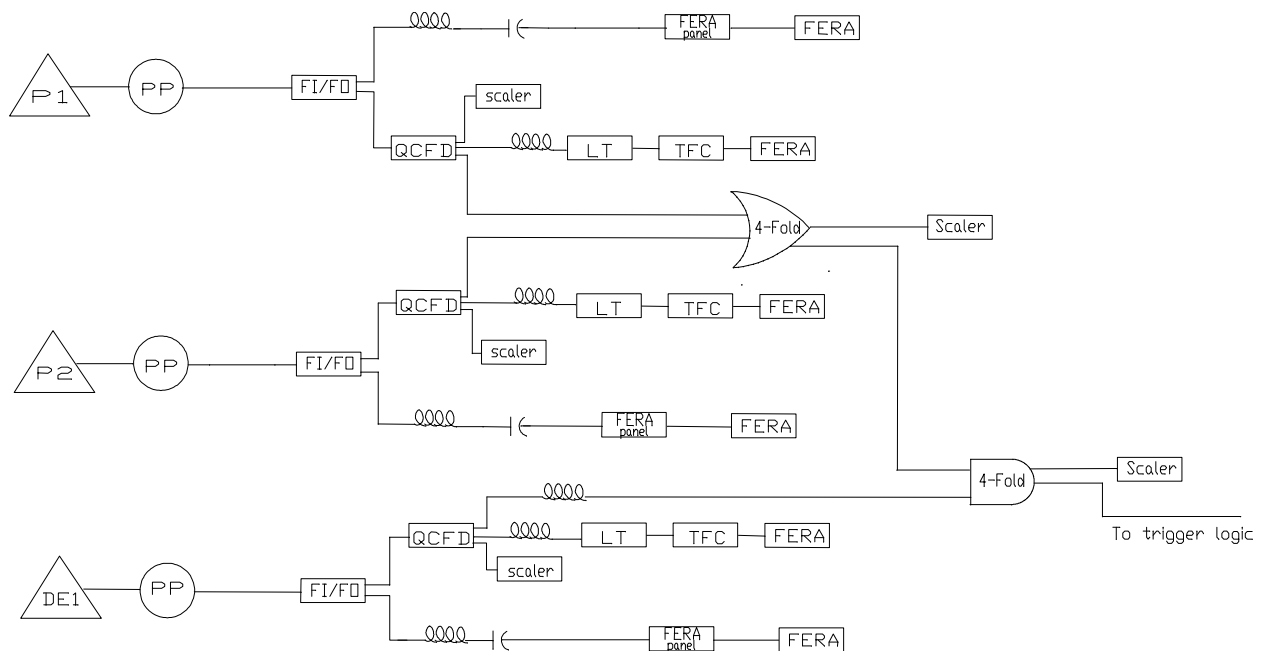 FERA
panel
FERA
P1
PP
FI/FO
scaler
QCFD
LT
TFC
FERA
4-Fold
Scaler
QCFD
LT
TFC
FERA
scaler
P2
PP
FI/FO
FERA
panel
FERA
4-Fold
Scaler
To trigger logic
QCFD
LT
TFC
FERA
scaler
DE1
PP
FI/FO
FERA
panel
FERA